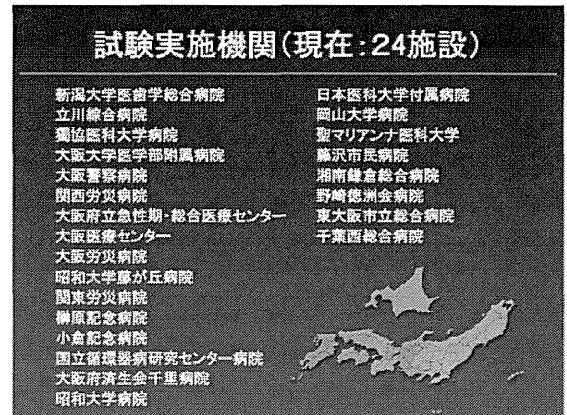 試験実施機関(現在:24施設)
新潟大学医歯学総合病院
立川綜合病院
獨協医科大学病院
大阪大学医学部附属病院
大阪警察病院
関西労災病院
大阪府立急性期・総合医療センター
大阪医療センター
大阪労災病院
昭和大学藤が丘病院
関東労災病院
榊原記念病院
小倉記念病院
国立循環器病研究センター病院
大阪府済生会千里病院
昭和大学病院
日本医科大学付属病院
岡山大学病院
聖マリアンナ医科大学
藤沢市民病院
湘南鎌倉総合病院
野崎徳洲会病院
東大阪市立総合病院
千葉西総合病院